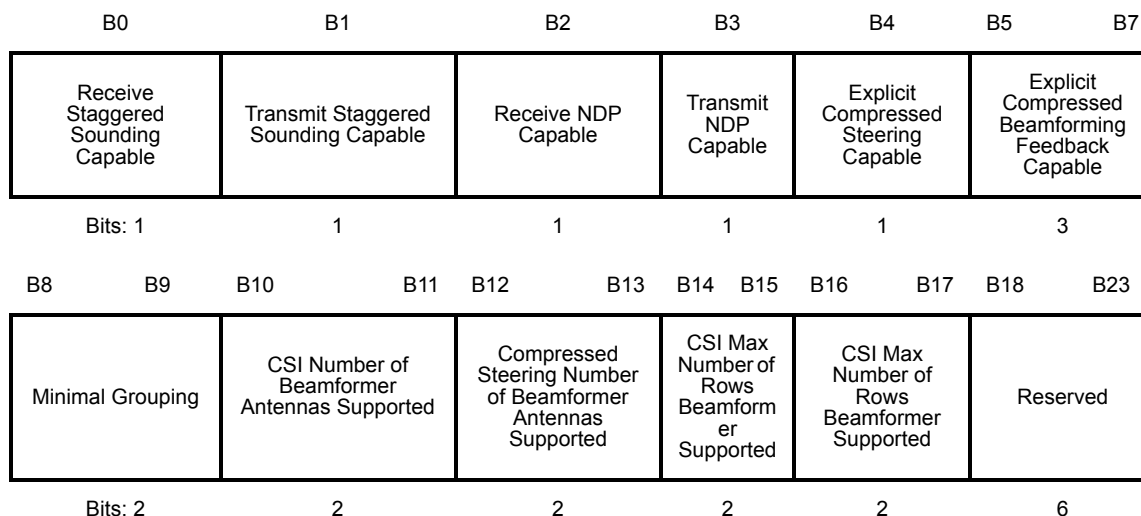 B0 B1 B2 B3 B4 B5 B7
Receive
Staggered
Sounding
Capable
Transmit Staggered
Sounding Capable
Receive NDP
Capable
Transmit
NDP
Capable
Explicit
Compressed
Steering
Capable
Explicit
Compressed
Beamforming
Feedback
Capable
Bits: 1 1 1 1 1 3
B8 B9 B10 B11 B12 B13 B14 B15 B16 B17 B18 B23
Minimal Grouping
CSI Number of
Beamformer
Antennas Supported
Compressed
Steering Number
of Beamformer
Antennas
Supported
CSI Max
Number of
Rows
Beamform
er
Supported
CSI Max
Number of
Rows
Beamformer
Supported
Reserved
Bits: 2 2 2 2 2 6